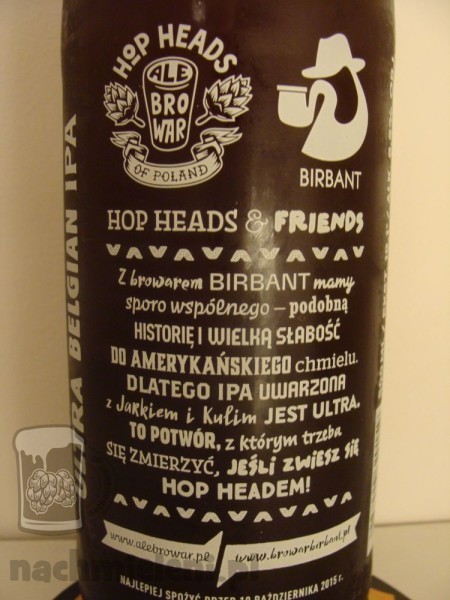 HOP HEADS
ALE
BRO
WAR
OF POLAND
BIRBANT
ULTRA BELGIAN IPA
HOP HEADS & FRIENDS
Z browarem BIRBANT mamy
sporo wspólnego – podobną
HISTORIĘ I WIELKĄ SŁABOŚĆ
DO AMERYKAŃSKIEGO chmielu.
DLATEGO IPA UWARZONA
z Jarkiem i Kulim JEST ULTRA.
TO POTWÓR, z którym trzeba
SIĘ ZMIERZYĆ, JEŚLI ZWIESZ SIĘ
HOP HEADEM!
www.alebrowar.pl
www.browarbirbant.pl
NAJLEPIEJ SPOŻYĆ PRZED 10 PAŹDZIERNIKA 2015 r.
nachmieleni.pl